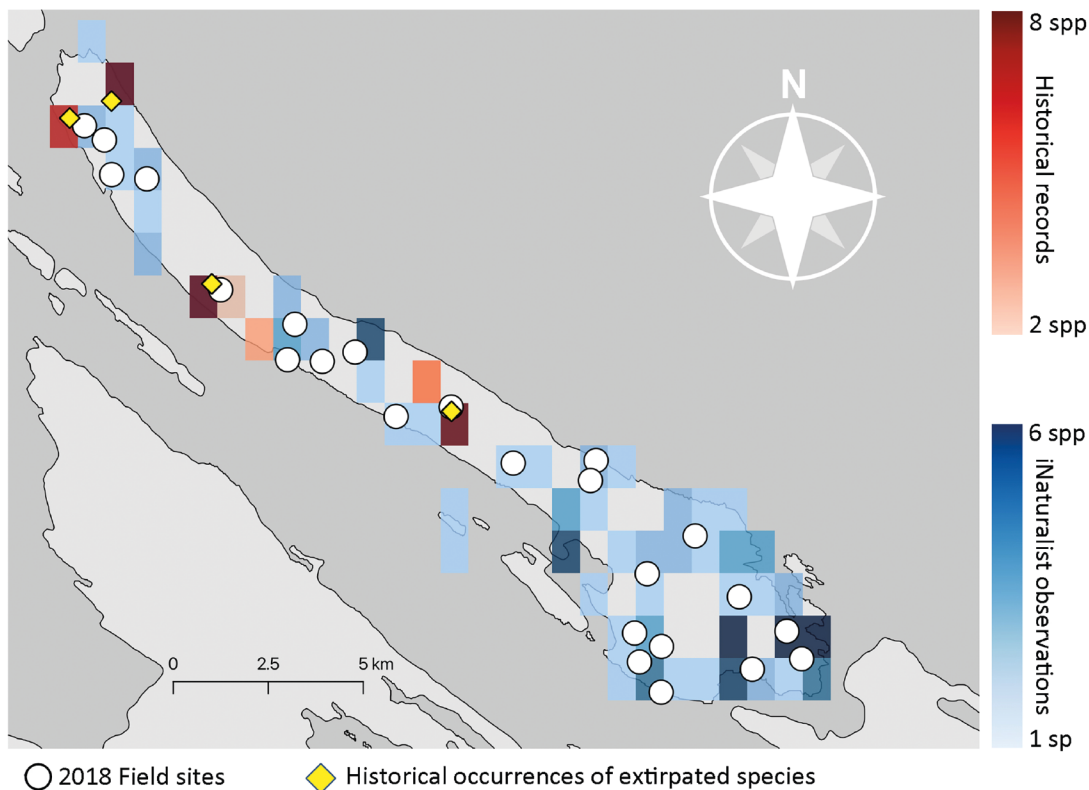 N
8 spp
Historical records
2 spp
6 spp
iNaturalist observations
1 sp
0 2.5 5 km
2018 Field sites
Historical occurrences of extirpated species